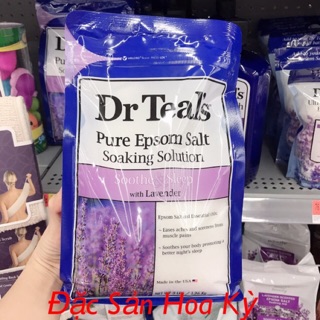 Dr Teal's
Pure Epsom Salt
Soaking Solution
Soothe & Sleep
with Lavender
Epsom Salt and Essential Oils
Eases aches and soreness from
muscle pains
Soothes your body promoting a
better night's sleep
Made in the USA
Đặc Sản Hoa Kỳ